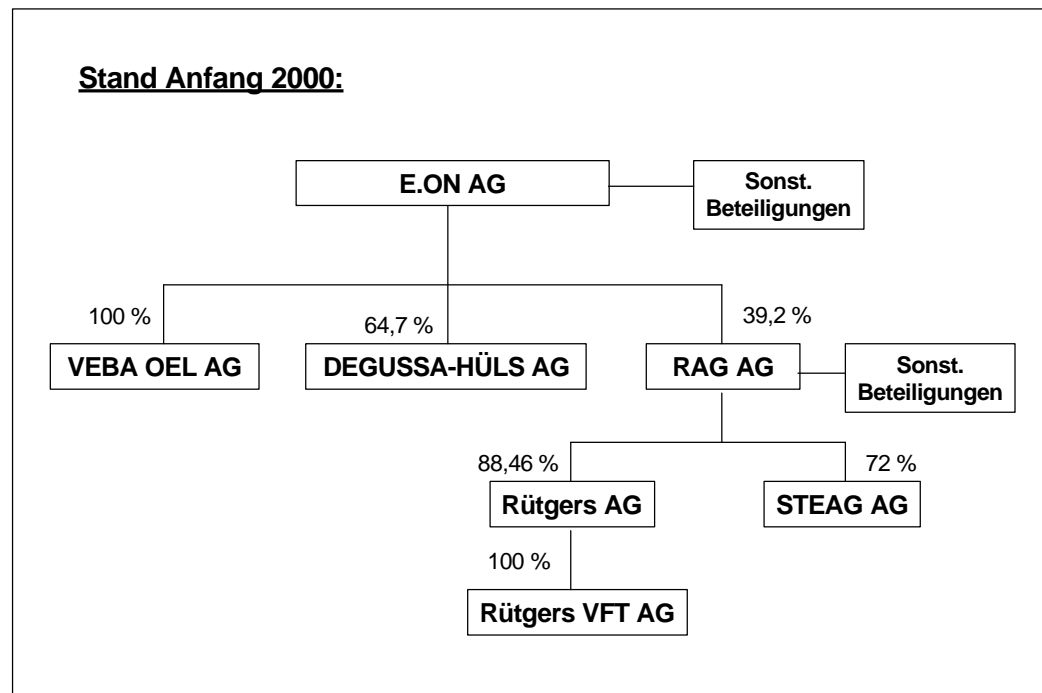 Stand Anfang 2000:
E.ON AG
Sonst.
Beteiligungen
100 %
64,7 %
39,2 %
VEBA OEL AG
DEGUSSA-HÜLS AG
RAG AG
Sonst.
Beteiligungen
88,46 %
72 %
Rütgers AG
STEAG AG
100 %
Rütgers VFT AG